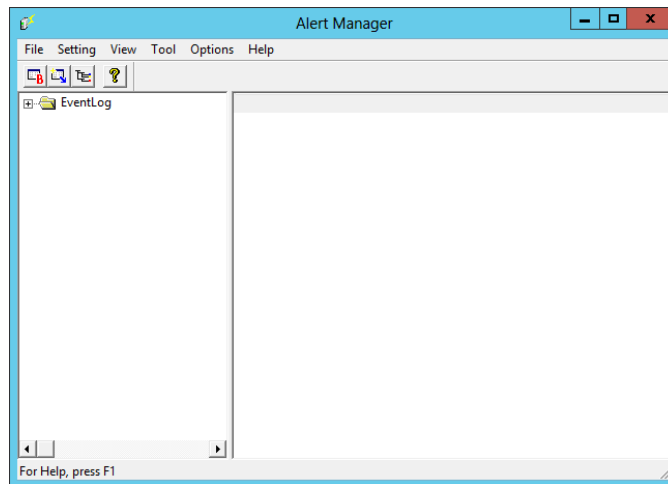 Alert Manager
File Setting View Tool Options Help
EventLog
For Help, press F1